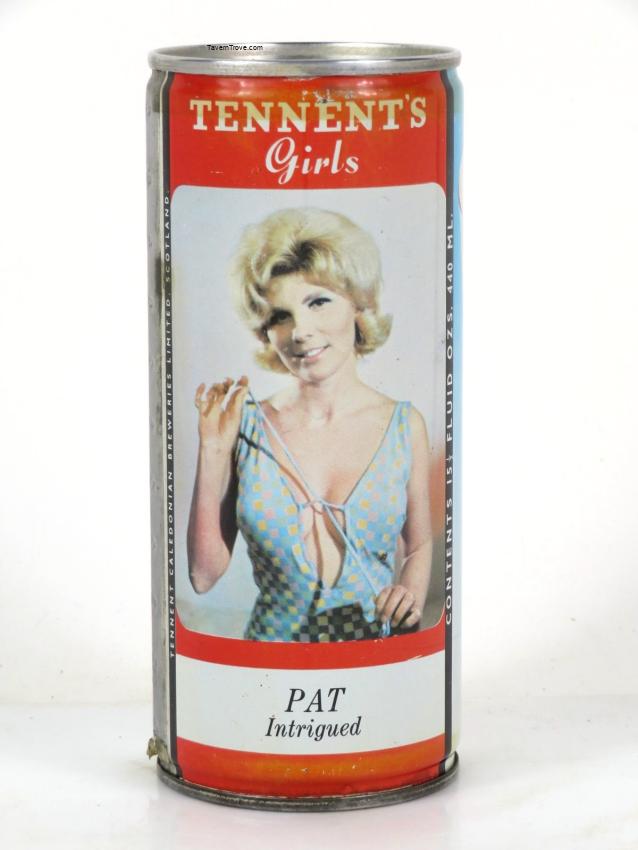 TavernTrove.com
TENNENT'S
Girls
TENNENT CALEDONIAN BREWERIES LIMITED. SCOTLAND.
CONTENTS 15½ FLUID OZS. 440 ML.
PAT
Intrigued